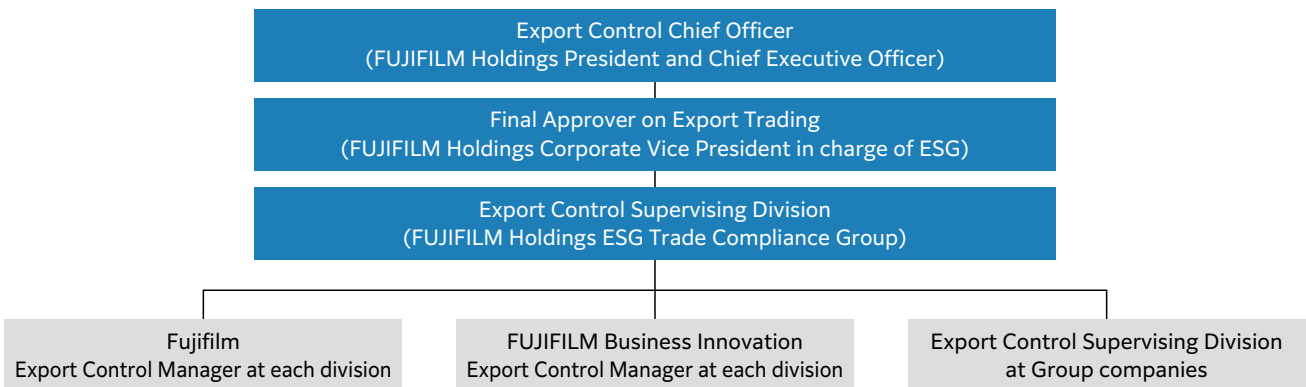 Export Control Chief Officer
(FUJIFILM Holdings President and Chief Executive Officer)
Final Approver on Export Trading
(FUJIFILM Holdings Corporate Vice President in charge of ESG)
Export Control Supervising Division
(FUJIFILM Holdings ESG Trade Compliance Group)
Fujifilm
Export Control Manager at each division
FUJIFILM Business Innovation
Export Control Manager at each division
Export Control Supervising Division
at Group companies